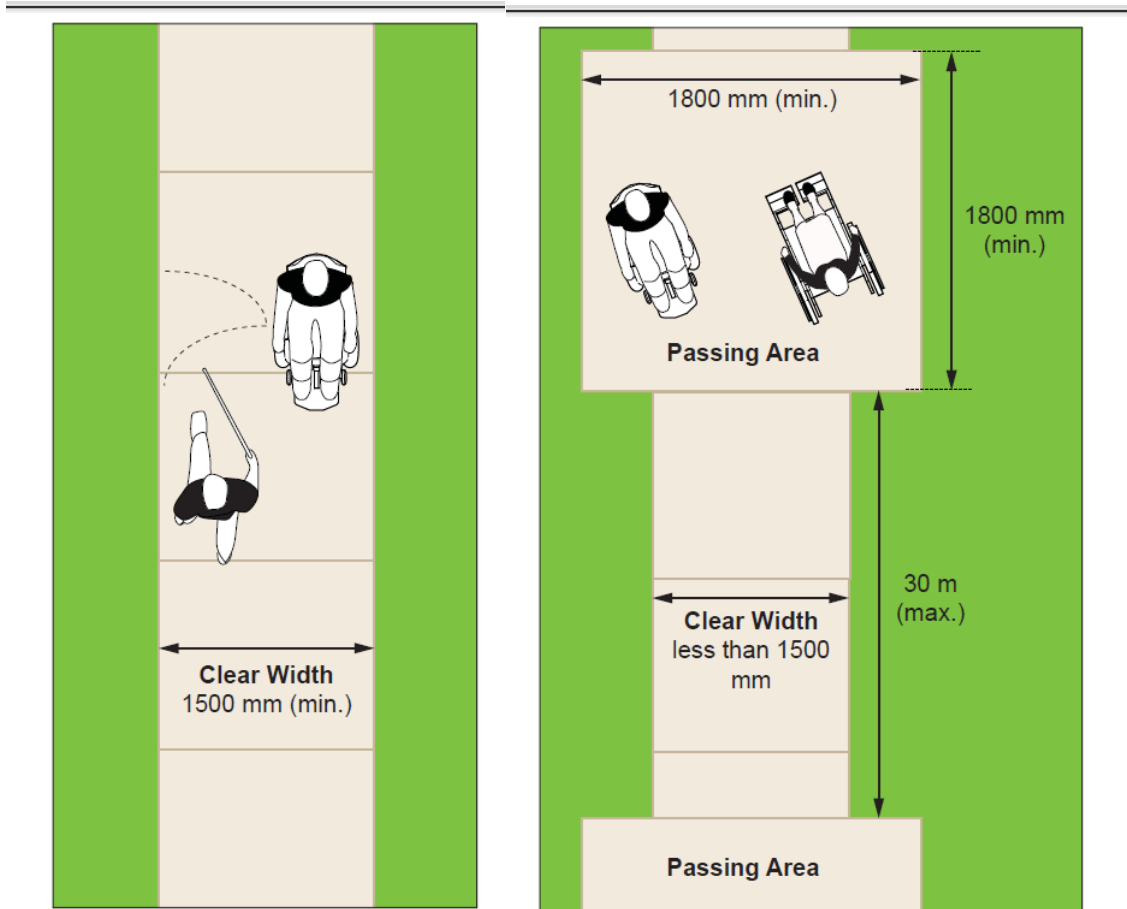 Clear Width
1500 mm (min.)
1800 mm (min.)
1800 mm
(min.)
Passing Area
30 m
(max.)
Clear Width
less than 1500
mm
Passing Area